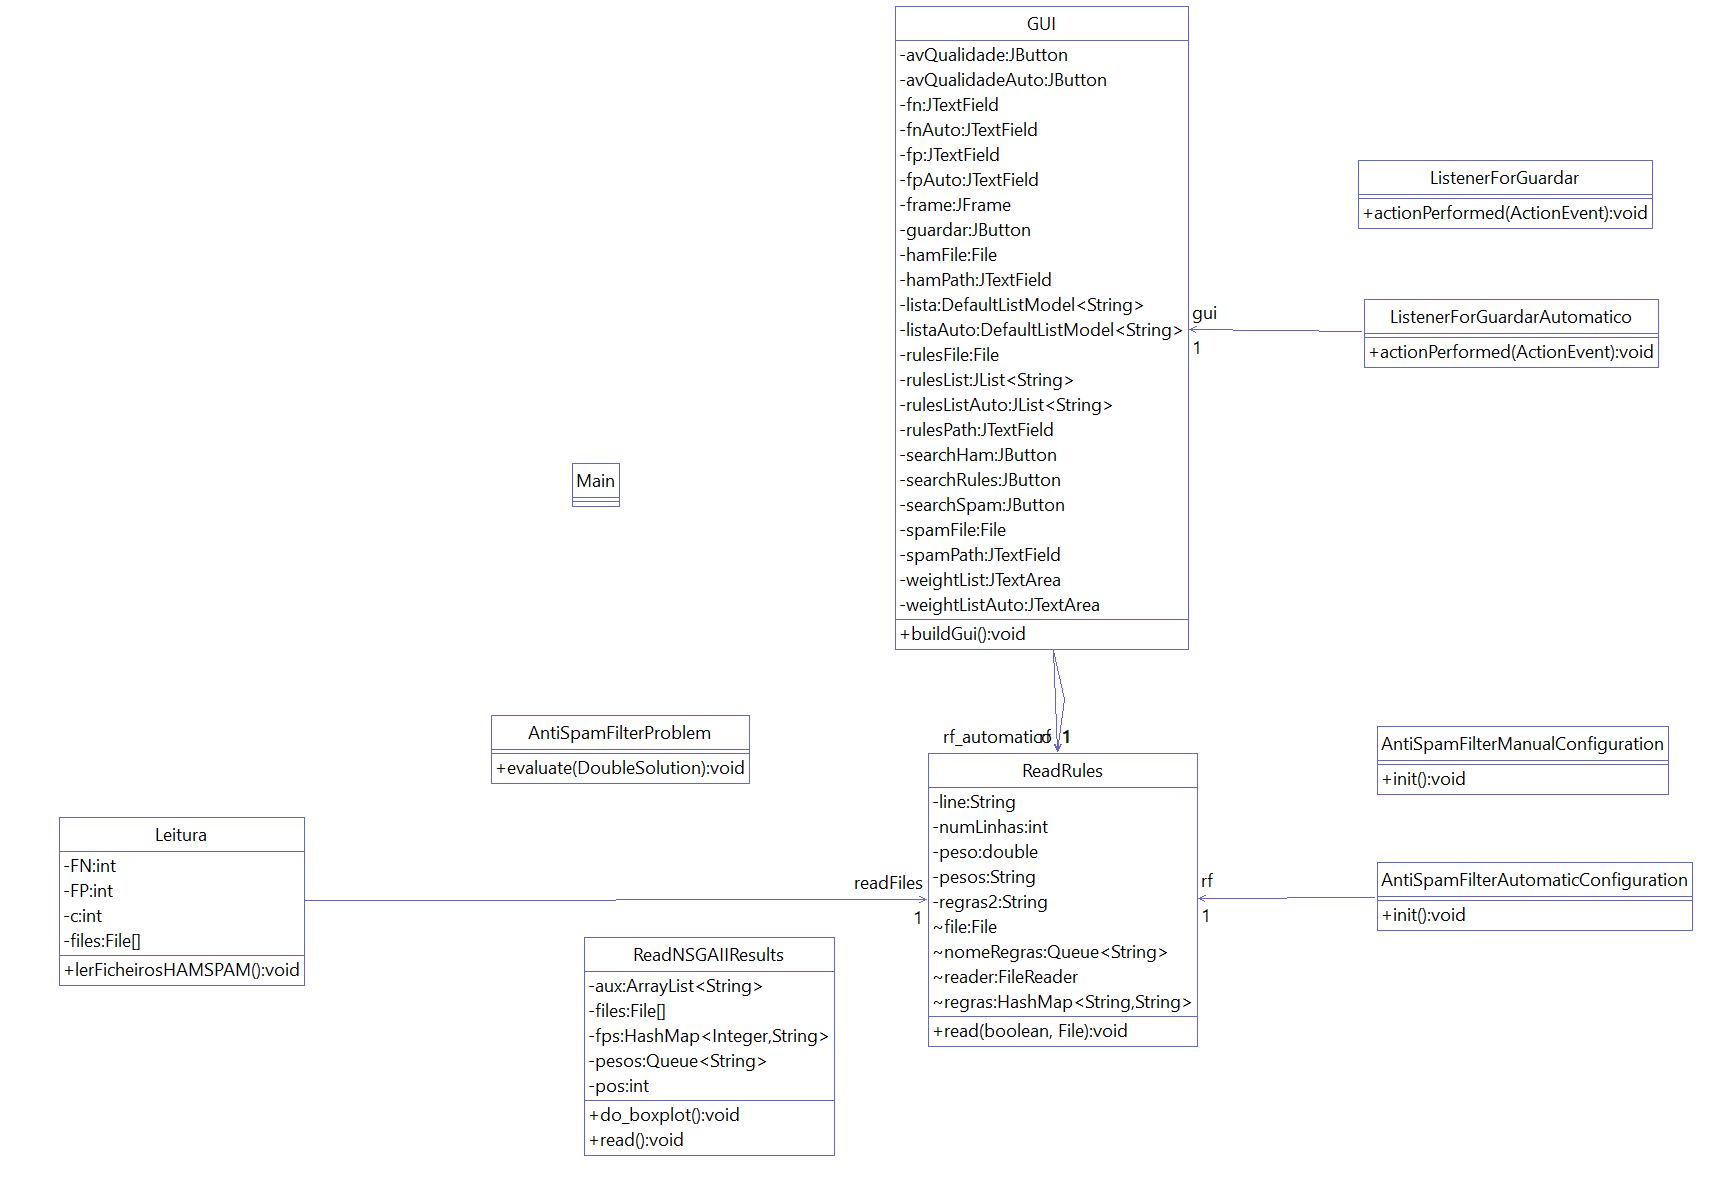 GUI
-avQualidade:JButton
-avQualidadeAuto:JButton
-fn:JTextField
-fnAuto:JTextField
-fp:JTextField
-fpAuto:JTextField
-frame:JFrame
-guardar:JButton
-hamFile:File
-hamPath:JTextField
-lista:DefaultListModel<String>
-listaAuto:DefaultListModel<String>
-rulesFile:File
-rulesList:JList<String>
-rulesListAuto:JList<String>
-rulesPath:JTextField
-searchHam:JButton
-searchRules:JButton
-searchSpam:JButton
-spamFile:File
-spamPath:JTextField
-weightList:JTextArea
-weightListAuto:JTextArea
+buildGui():void
ListenerForGuardar
+actionPerformed(ActionEvent):void
gui
1
ListenerForGuardarAutomatico
+actionPerformed(ActionEvent):void
Main
AntiSpamFilterProblem
+evaluate(DoubleSolution):void
rf_automatico
rf
1
ReadRules
-line:String
-numLinhas:int
-peso:double
-pesos:String
-regras2:String
~file:File
~nomeRegras:Queue<String>
~reader:FileReader
~regras:HashMap<String,String>
+read(boolean, File):void
AntiSpamFilterManualConfiguration
+init():void
rf
1
AntiSpamFilterAutomaticConfiguration
+init():void
Leitura
-FN:int
-FP:int
-c:int
-files:File[]
+lerFicheirosHAMSPAM():void
readFiles
1
ReadNSGAIIResults
-aux:ArrayList<String>
-files:File[]
-fps:HashMap<Integer,String>
-pesos:Queue<String>
-pos:int
+do_boxplot():void
+read():void